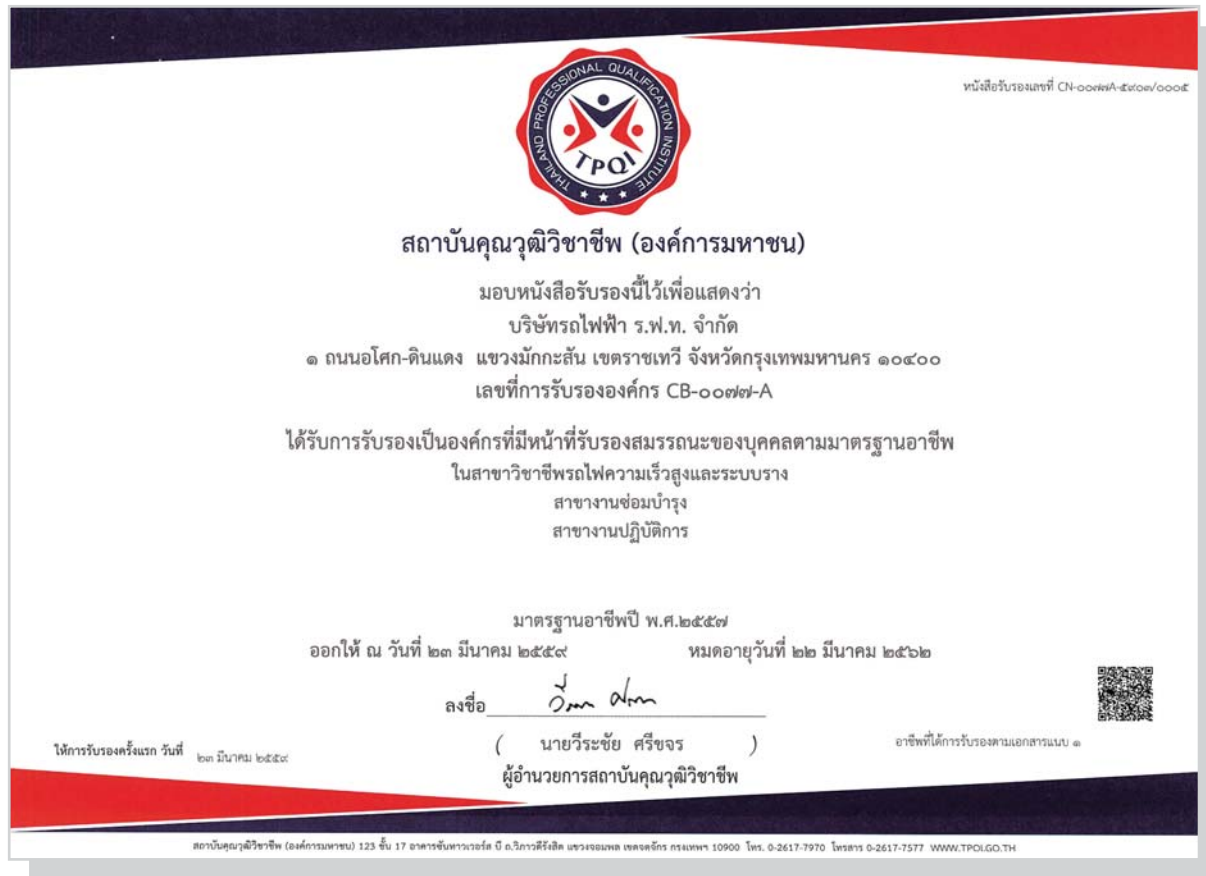 หนังสือรับรองเลขที่ CN-๐๐๗๗A-๕๙๐๓/๐๐๐๕
THAILAND PROFESSIONAL QUALIFICATION INSTITUTE
TPQI
สถาบันคุณวุฒิวิชาชีพ (องค์การมหาชน)
มอบหนังสือรับรองนี้ไว้เพื่อแสดงว่า
บริษัทรถไฟฟ้า ร.ฟ.ท. จำกัด
๑ ถนนอโศก-ดินแดง แขวงมักกะสัน เขตราชเทวี จังหวัดกรุงเทพมหานคร ๑๐๔๐๐
เลขที่การรับรององค์กร CB-๐๐๗๗-A
ได้รับการรับรองเป็นองค์กรที่มีหน้าที่รับรองสมรรถนะของบุคคลตามมาตรฐานอาชีพ
ในสาขาวิชาชีพรถไฟความเร็วสูงและระบบราง
สาขางานซ่อมบำรุง
สาขางานปฏิบัติการ
มาตรฐานอาชีพปี พ.ศ.๒๕๕๗
ออกให้ ณ วันที่ ๒๓ มีนาคม ๒๕๕๙ หมดอายุวันที่ ๒๒ มีนาคม ๒๕๖๒
ลงชื่อ
( นายวีระชัย ศรีขจร )
ผู้อำนวยการสถาบันคุณวุฒิวิชาชีพ
ให้การรับรองครั้งแรก วันที่ ๒๓ มีนาคม ๒๕๕๙
อาชีพที่ได้การรับรองตามเอกสารแนบ ๑
สถาบันคุณวุฒิวิชาชีพ (องค์การมหาชน) 123 ชั้น 17 อาคารซันทาวเวอร์ส บี ถ.วิภาวดีรังสิต แขวงจอมพล เขตจตุจักร กรุงเทพฯ 10900 โทร. 0-2617-7970 โทรสาร 0-2617-7577 WWW.TPQI.GO.TH